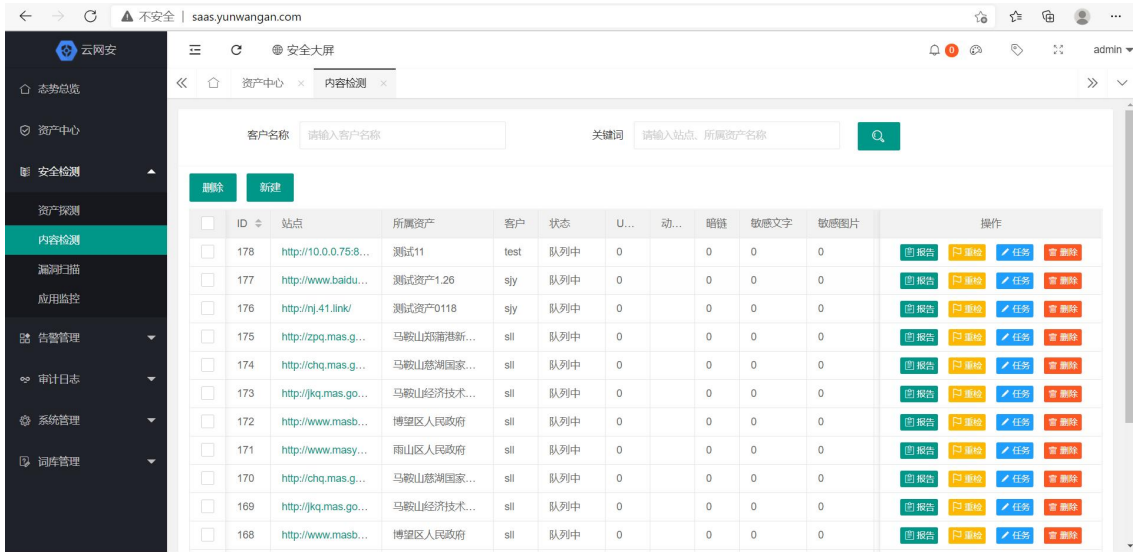 不安全 | saas.yunwangan.com
云网安 安全大屏 0 admin
态势总览 资产中心 × 内容检测 ×
资产中心
客户名称 请输入客户名称 关键词 请输入站点、所属资产名称
安全检测
删除 新建
资产探测
内容检测
漏洞扫描
应用监控
告警管理
审计日志
系统管理
词库管理
ID 站点 所属资产 客户 状态 U... 动... 暗链 敏感文字 敏感图片 操作
178 http://10.0.0.75:8... 测试11 test 队列中 0 0 0 0 报告 重检 任务 删除
177 http://www.baidu... 测试资产1.26 sjy 队列中 0 0 0 0 报告 重检 任务 删除
176 http://nj.41.link/ 测试资产0118 sjy 队列中 0 0 0 0 报告 重检 任务 删除
175 http://zpq.mas.g... 马鞍山郑蒲港新... sll 队列中 0 0 0 0 报告 重检 任务 删除
174 http://chq.mas.g... 马鞍山慈湖国家... sll 队列中 0 0 0 0 报告 重检 任务 删除
173 http://jkq.mas.go... 马鞍山经济技术... sll 队列中 0 0 0 0 报告 重检 任务 删除
172 http://www.masb... 博望区人民政府 sll 队列中 0 0 0 0 报告 重检 任务 删除
171 http://www.masy... 雨山区人民政府 sll 队列中 0 0 0 0 报告 重检 任务 删除
170 http://chq.mas.g... 马鞍山慈湖国家... sll 队列中 0 0 0 0 报告 重检 任务 删除
169 http://jkq.mas.go... 马鞍山经济技术... sll 队列中 0 0 0 0 报告 重检 任务 删除
168 http://www.masb... 博望区人民政府 sll 队列中 0 0 0 0 报告 重检 任务 删除